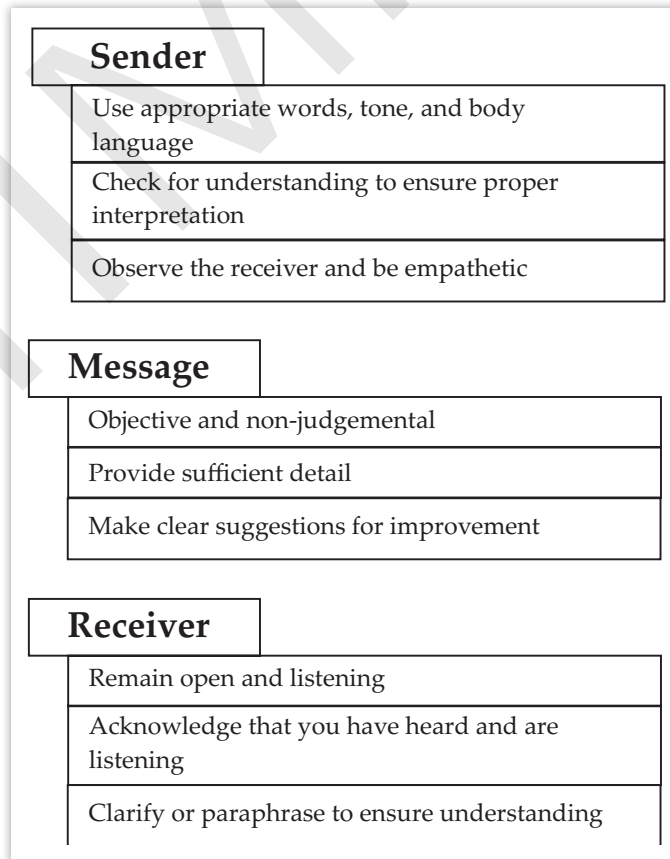 Sender
Use appropriate words, tone, and body
language
Check for understanding to ensure proper
interpretation
Observe the receiver and be empathetic
Message
Objective and non-judgemental
Provide sufficient detail
Make clear suggestions for improvement
Receiver
Remain open and listening
Acknowledge that you have heard and are
listening
Clarify or paraphrase to ensure understanding